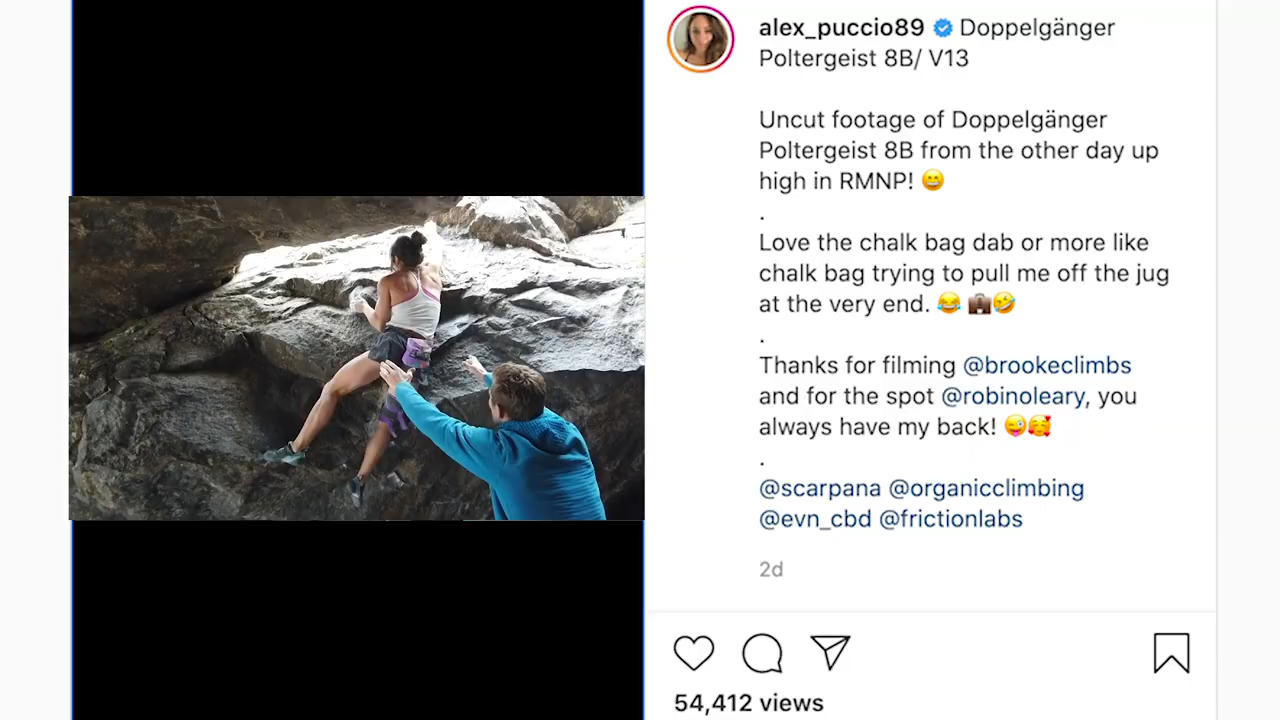 alex_puccio89 Doppelgänger
Poltergeist 8B/ V13
Uncut footage of Doppelgänger
Poltergeist 8B from the other day up
high in RMNP! 😁
.
Love the chalk bag dab or more like
chalk bag trying to pull me off the jug
at the very end. 😂 💼🤣
.
Thanks for filming @brookeclimbs
and for the spot @robinoleary, you
always have my back! 😜🥰
.
@scarpana @organicclimbing
@evn_cbd @frictionlabs
2d
54,412 views